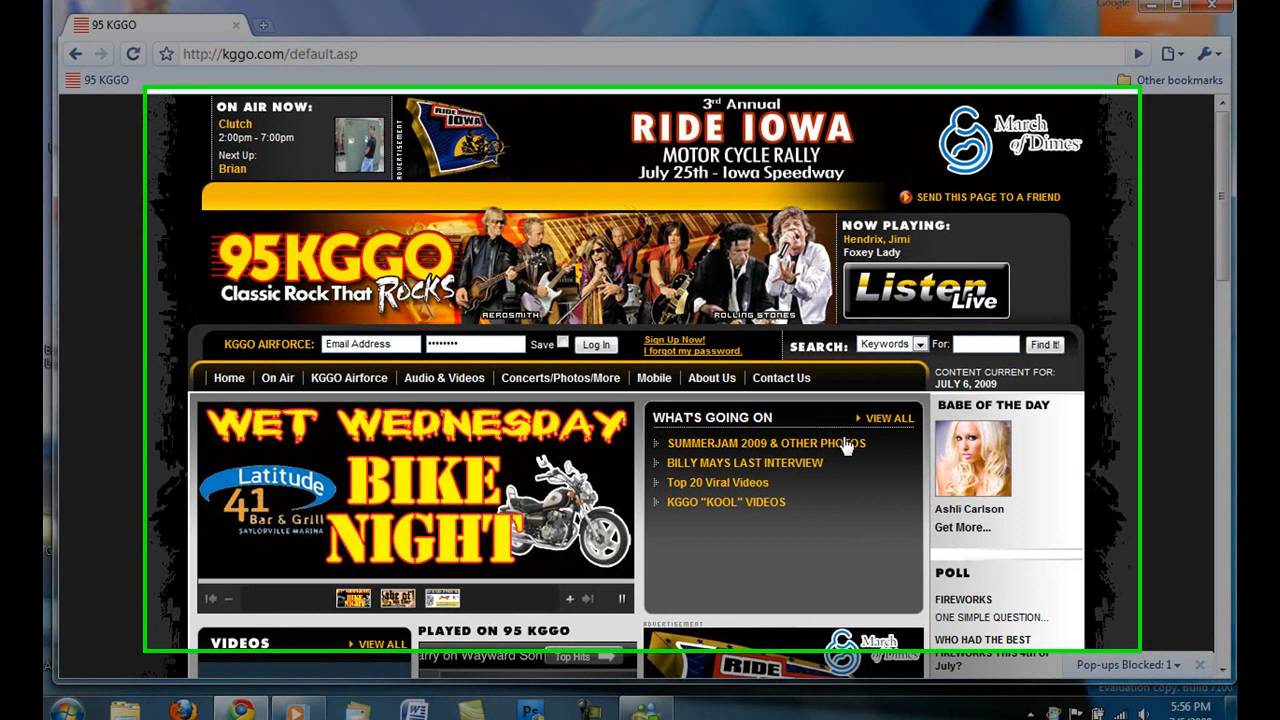 Google
95 KGGO
http://kggo.com/default.asp
95 KGGO
Other bookmarks
ON AIR NOW:
Clutch
2:00pm - 7:00pm
Next Up:
Brian
ADVERTISEMENT
RIDE IOWA
3rd Annual
RIDE IOWA
MOTOR CYCLE RALLY
July 25th - Iowa Speedway
March
of Dimes
SEND THIS PAGE TO A FRIEND
95 KGGO
Classic Rock That Rocks
AEROSMITH
ROLLING STONES
NOW PLAYING:
Hendrix, Jimi
Foxey Lady
Listen Live
KGGO AIRFORCE: Email Address •••••••• Save Log In
Sign Up Now!
I forgot my password.
SEARCH: Keywords For: Find it!
Home On Air KGGO Airforce Audio & Videos Concerts/Photos/More Mobile About Us Contact Us
CONTENT CURRENT FOR:
JULY 6, 2009
WET WEDNESDAY
BIKE
NIGHT
Latitude
41
Bar & Grill
SAYLORVILLE MARINA
WHAT'S GOING ON VIEW ALL
SUMMERJAM 2009 & OTHER PHOTOS
BILLY MAYS LAST INTERVIEW
Top 20 Viral Videos
KGGO "KOOL" VIDEOS
BABE OF THE DAY
Ashli Carlson
Get More...
POLL
FIREWORKS
ONE SIMPLE QUESTION...
WHO HAD THE BEST
FIREWORKS THIS 4th of
July?
VIDEOS VIEW ALL
PLAYED ON 95 KGGO
arry on Wayward Son Top Hits
ADVERTISEMENT
RIDE
March
of Dimes
Pop-ups Blocked: 1
Evaluation copy. Build 7100
5:56 PM